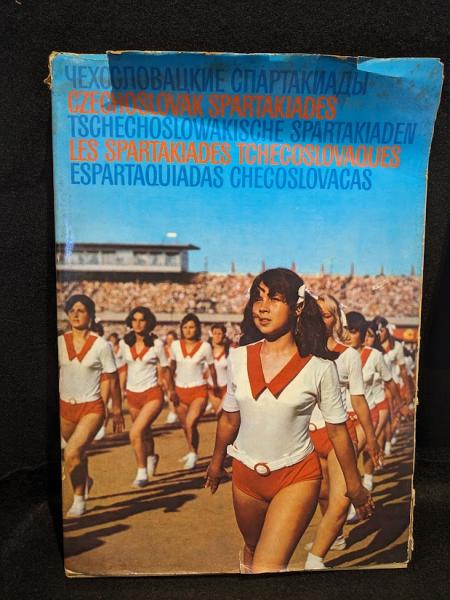 ЧЕХОСЛОВАЦКИЕ СПАРТАКИАДЫ
CZECHOSLOVAK SPARTAKIADES
TSCHECHOSLOWAKISCHE SPARTAKIADEN
LES SPARTAKIADES TCHECOSLOVAQUES
ESPARTAQUIADAS CHECOSLOVACAS